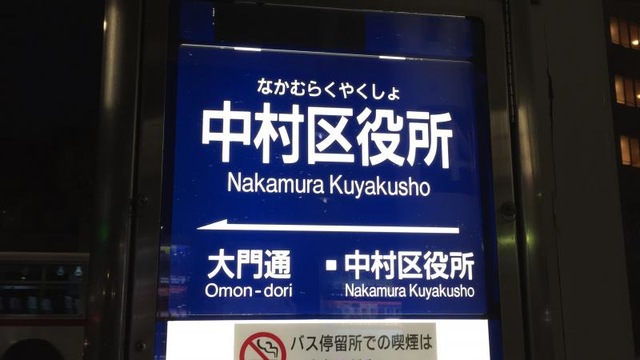 なかむらくやくしょ
中村区役所
Nakamura Kuyakusho
大門通 ■中村区役所
Omon-dori Nakamura Kuyakusho
バス停留所での喫煙は